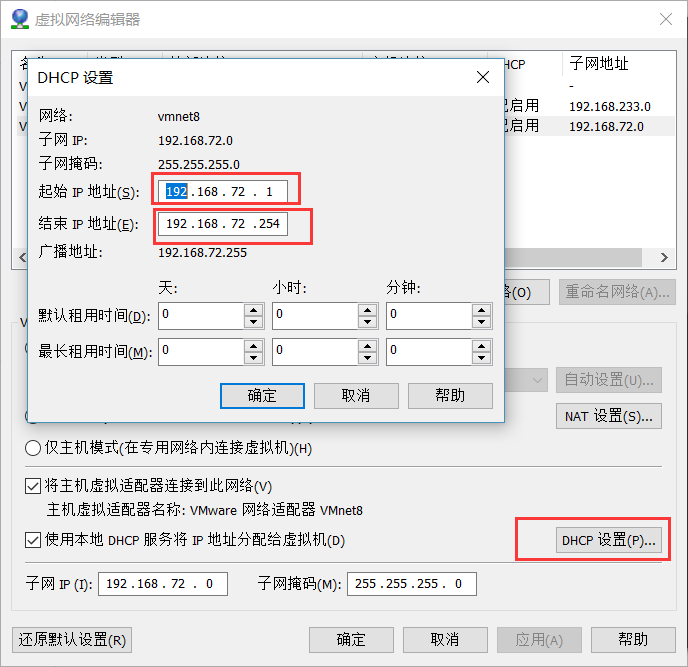 虚拟网络编辑器
HCP 子网地址
-
已启用 192.168.233.0
已启用 192.168.72.0
DHCP 设置
网络: vmnet8
子网 IP: 192.168.72.0
子网掩码: 255.255.255.0
起始 IP 地址(S): 192.168.72.1
结束 IP 地址(E): 192.168.72.254
广播地址: 192.168.72.255
天: 小时: 分钟:
默认租用时间(D): 0 0 0
最长租用时间(M): 0 0 0
确定 取消 帮助
(O) 重命名网络(A)...
自动设置(U)...
NAT 设置(S)...
仅主机模式(在专用网络内连接虚拟机)(H)
将主机虚拟适配器连接到此网络(V)
主机虚拟适配器名称: VMware 网络适配器 VMnet8
使用本地 DHCP 服务将 IP 地址分配给虚拟机(D) DHCP 设置(P)...
子网 IP (I): 192.168.72.0 子网掩码(M): 255.255.255.0
还原默认设置(R) 确定 取消 应用(A) 帮助